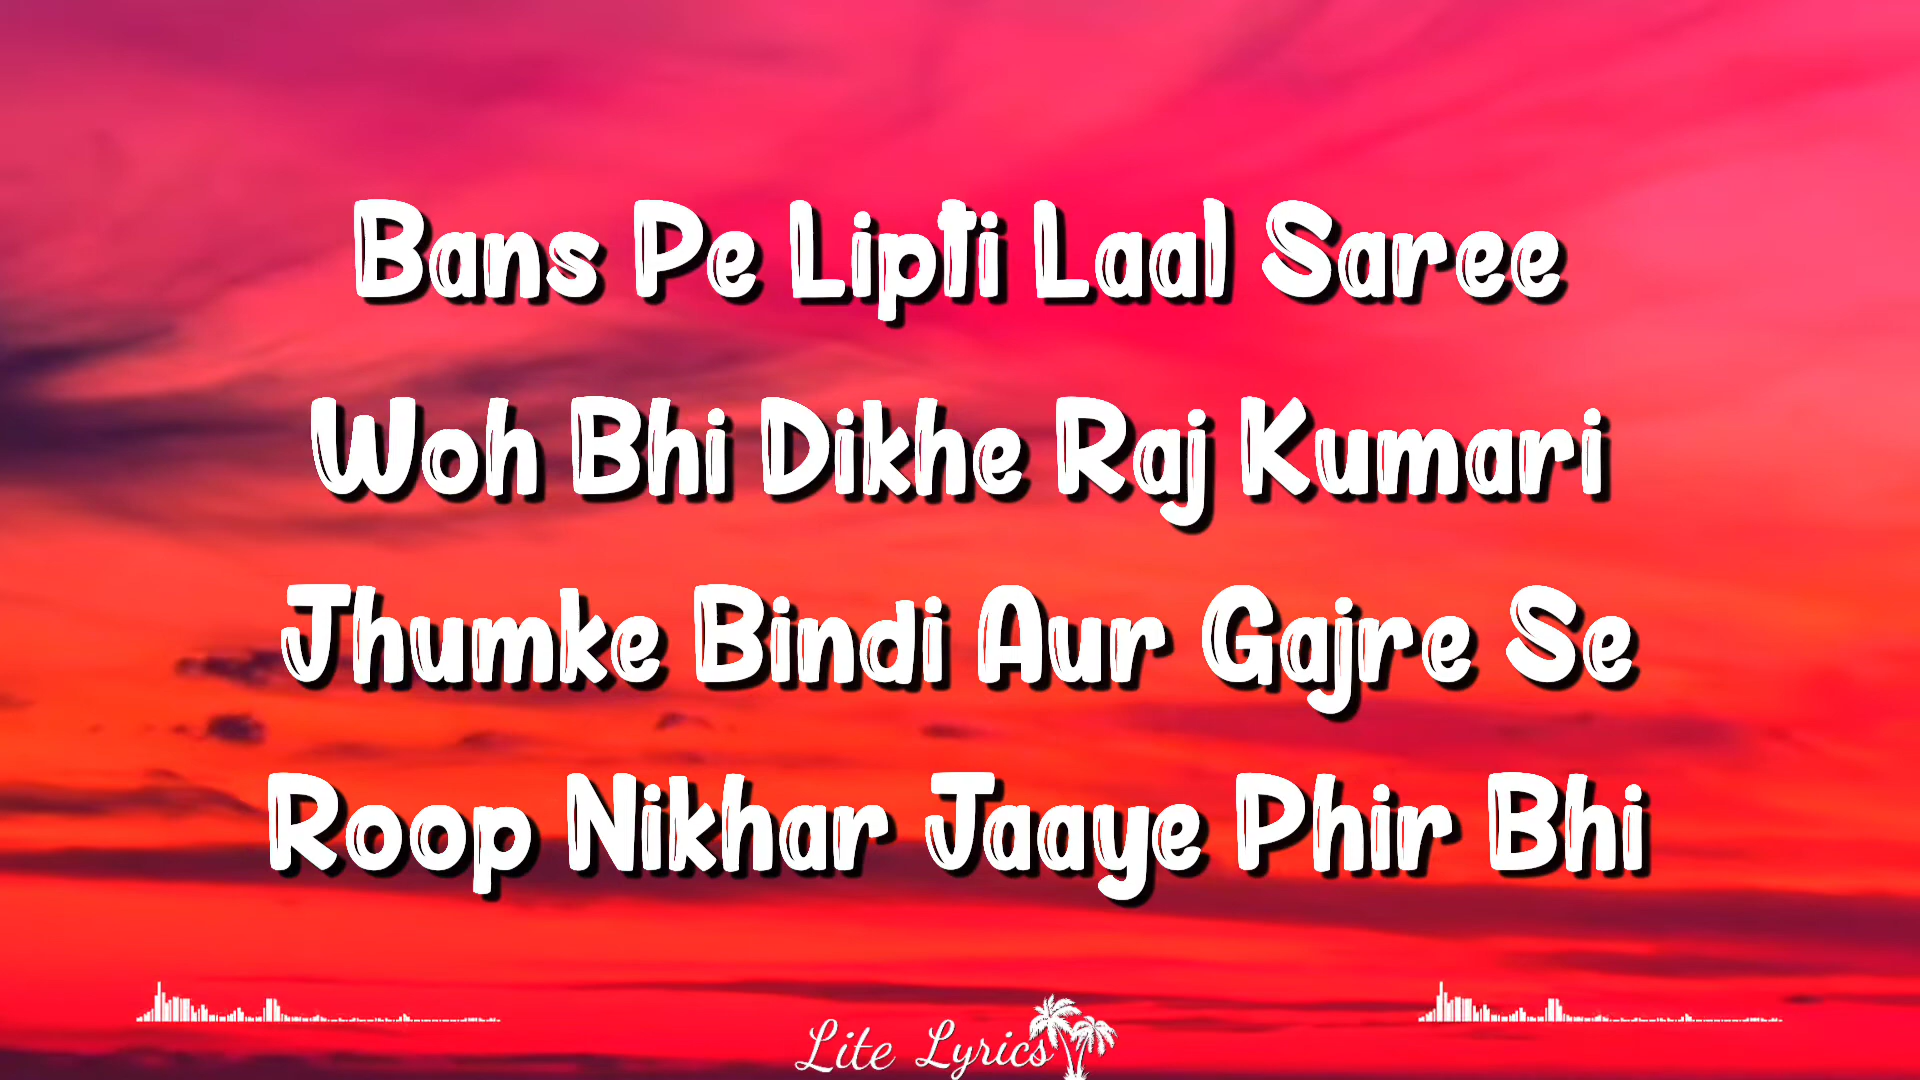 Bans Pe Lipti Laal Saree
Woh Bhi Dikhe Raj Kumari
Jhumke Bindi Aur Gajre Se
Roop Nikhar Jaaye Phir Bhi
Lite Lyrics